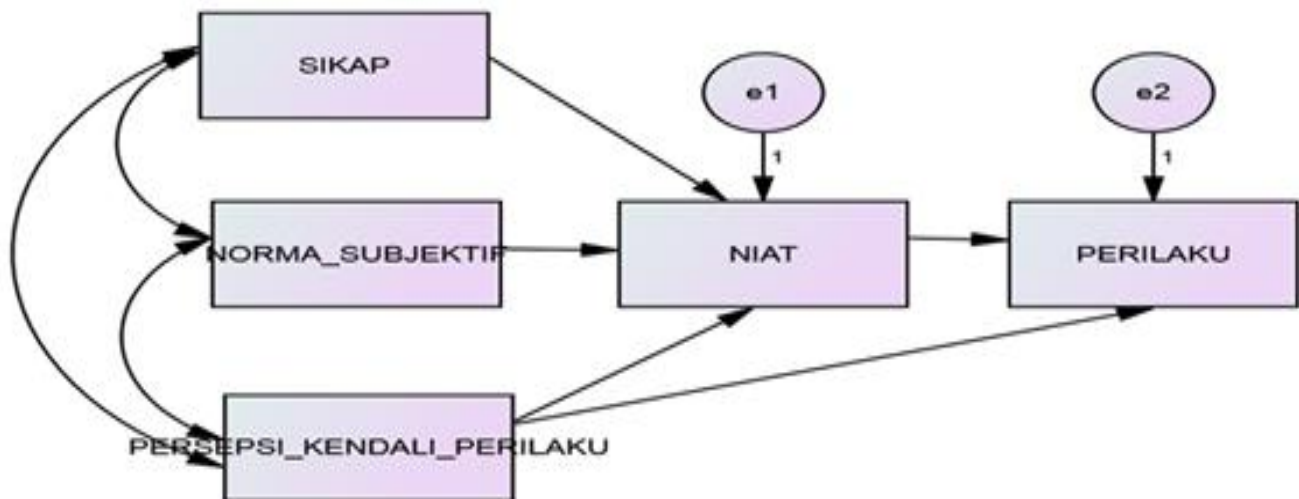 SIKAP
e1
e2
1
1
NORMA_SUBJEKTIF
NIAT
PERILAKU
PERSEPSI_KENDALI_PERILAKU